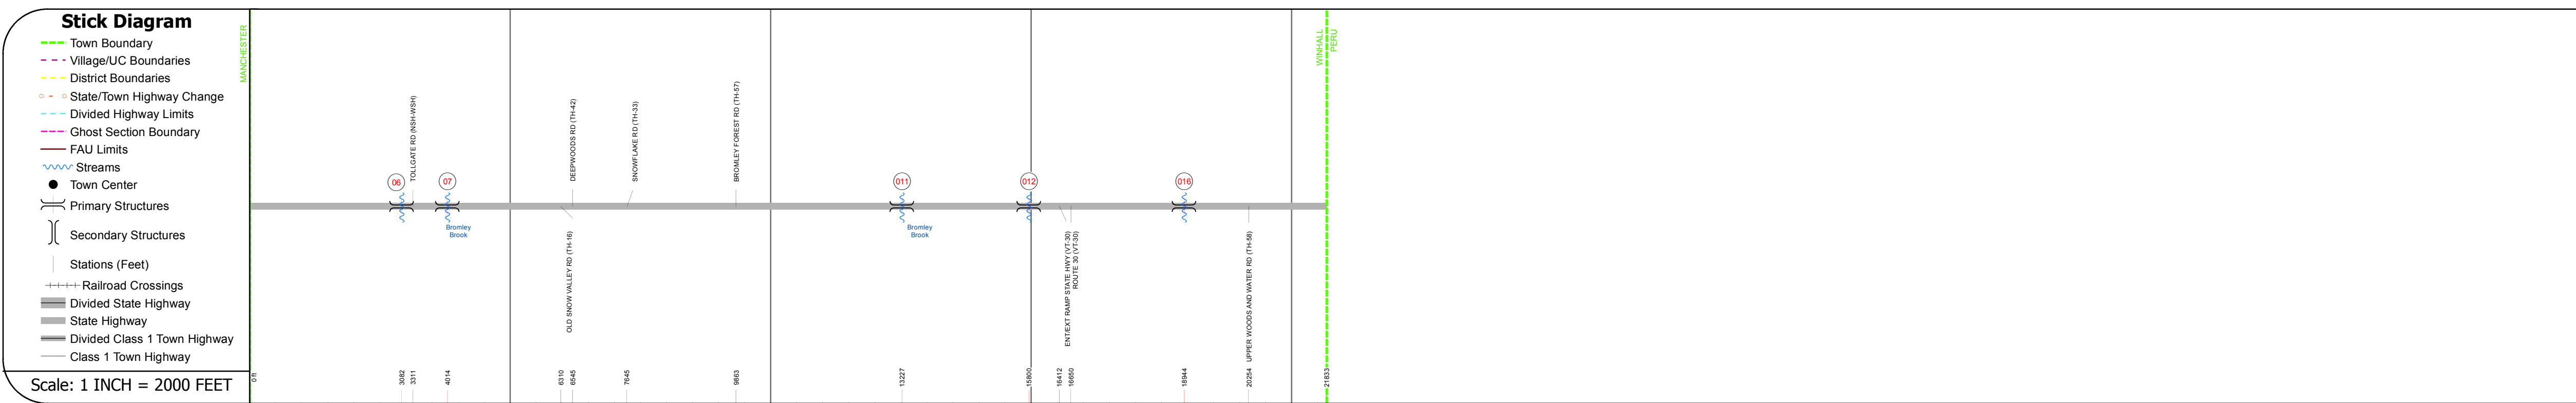 Stick Diagram
Town Boundary
Village/UC Boundaries
District Boundaries
State/Town Highway Change
Divided Highway Limits
Ghost Section Boundary
FAU Limits
Streams
Town Center
Primary Structures
Secondary Structures
Stations (Feet)
Railroad Crossings
Divided State Highway
State Highway
Divided Class 1 Town Highway
Class 1 Town Highway
Scale: 1 INCH = 2000 FEET
MANCHESTER
WINHALL
PERU
TOLLGATE RD (NSH-WSH)
DEEPWOODS RD (TH-42)
SNOWFLAKE RD (TH-33)
BROMLEY FOREST RD (TH-57)
06
07
011
012
016
Bromley
Brook
Bromley
Brook
OLD SNOW VALLEY RD (TH-16)
ENT/EXT RAMP STATE HWY (VT-30)
ROUTE 30 (VT-30)
UPPER WOODS AND WATER RD (TH-58)
0 ft
3082
3311
4014
6310
6545
7645
9863
13227
15800
16412
16650
18944
20254
21833